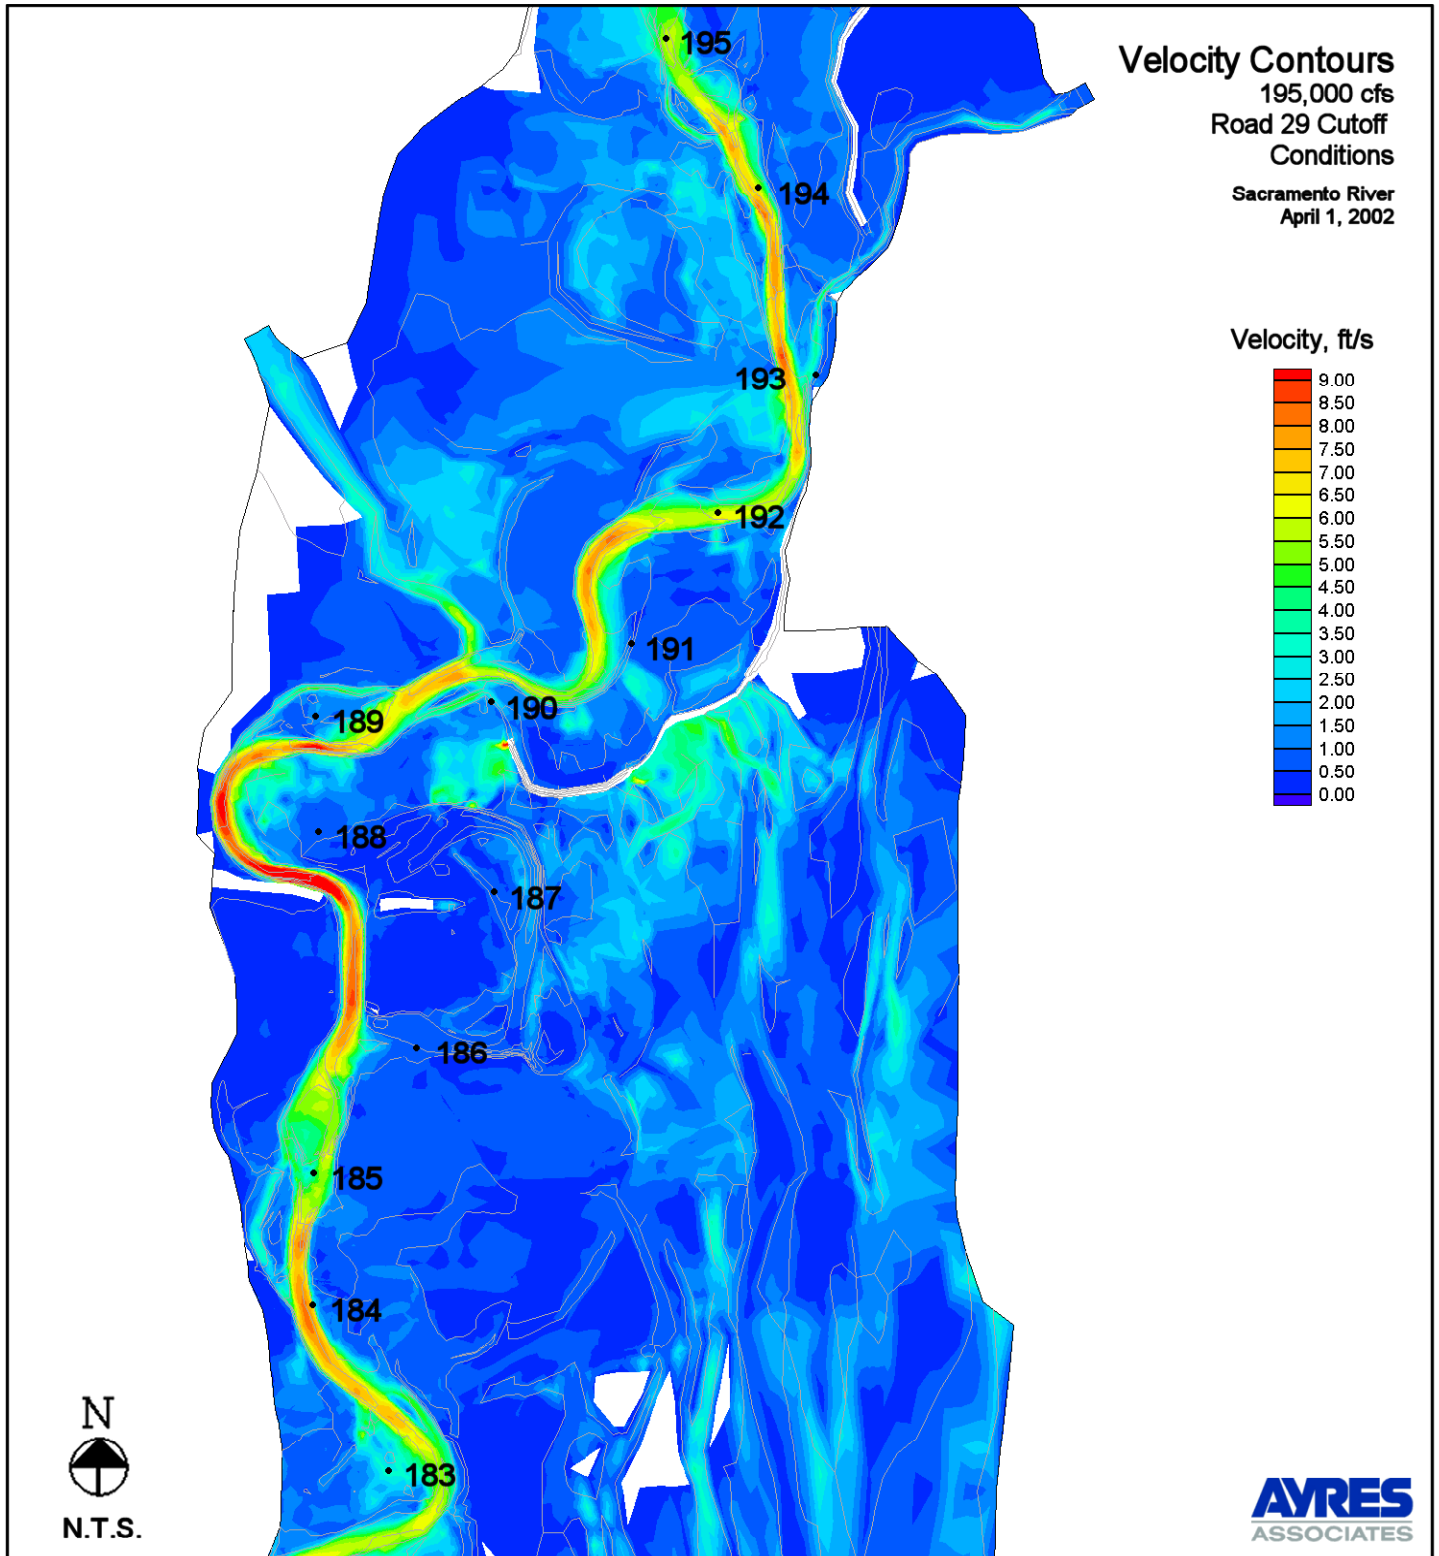 Velocity Contours
195,000 cfs
Road 29 Cutoff
Conditions
Sacramento River
April 1, 2002
195
194
193
192
191
190
189
188
187
186
185
184
183
Velocity, ft/s
9.00
8.50
8.00
7.50
7.00
6.50
6.00
5.50
5.00
4.50
4.00
3.50
3.00
2.50
2.00
1.50
1.00
0.50
0.00
N
N.T.S.
AYRES
ASSOCIATES